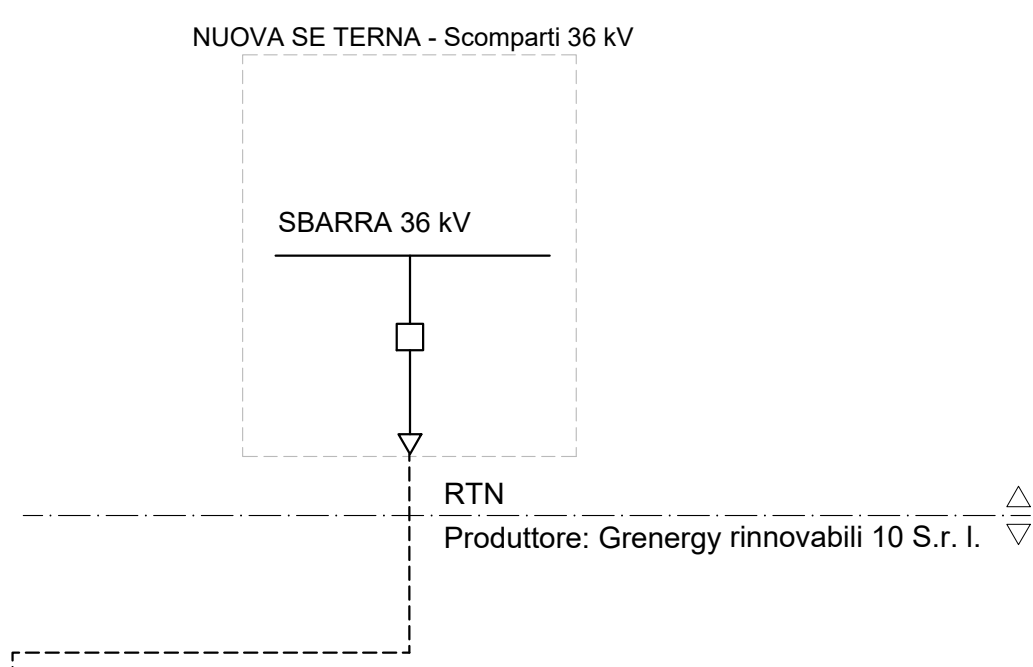 NUOVA SE TERNA - Scomparti 36 kV
SBARRA 36 kV
RTN
Produttore: Grenergy rinnovabili 10 S.r. l.